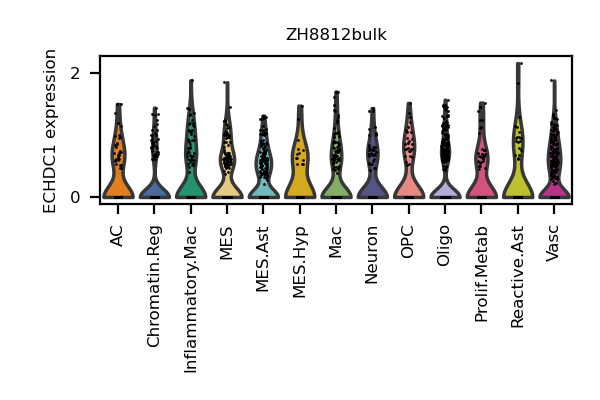 ZH8812bulk
ECHDC1 expression
2
0
AC
Chromatin.Reg
Inflammatory.Mac
MES
MES.Ast
MES.Hyp
Mac
Neuron
OPC
Oligo
Prolif.Metab
Reactive.Ast
Vasc